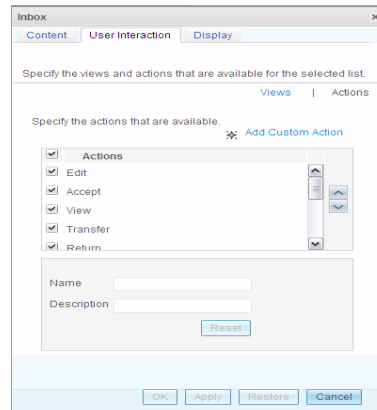 Inbox
Content User Interaction Display
Specify the views and actions that are available for the selected list.
Views | Actions
Specify the actions that are available.
Add Custom Action
Actions
Edit
Accept
View
Transfer
Return
Name
Description
Reset
OK Apply Restore Cancel